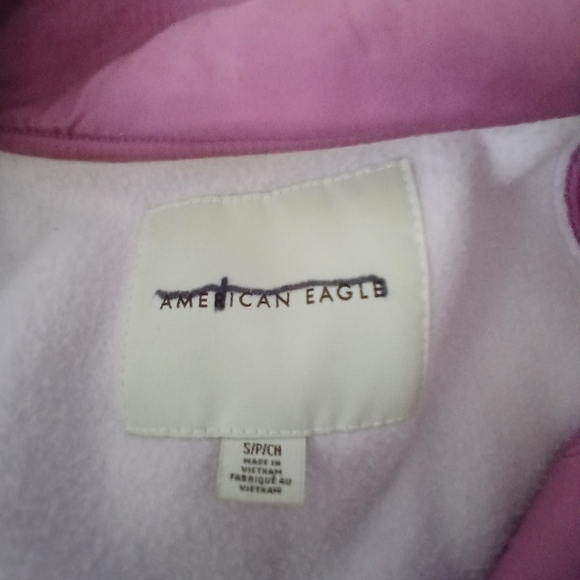 AMERICAN EAGLE
S/P/CH
MADE IN
VIETNAM
FABRIQUÉ AU
VIETNAM